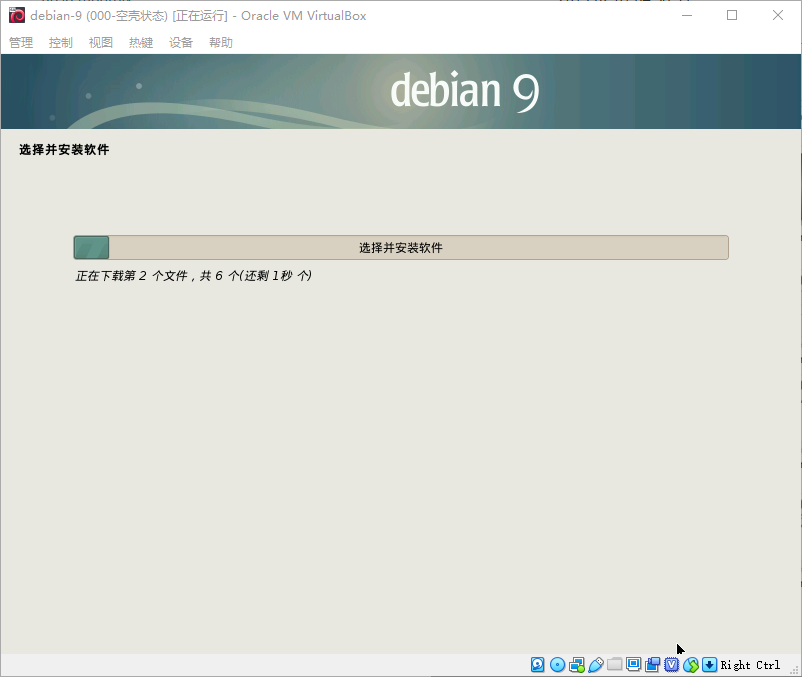 debian-9 (000-空壳状态) [正在运行] - Oracle VM VirtualBox
管理 控制 视图 热键 设备 帮助
debian 9
选择并安装软件
选择并安装软件
正在下载第 2 个文件，共 6 个(还剩 1秒 个)
Right Ctrl